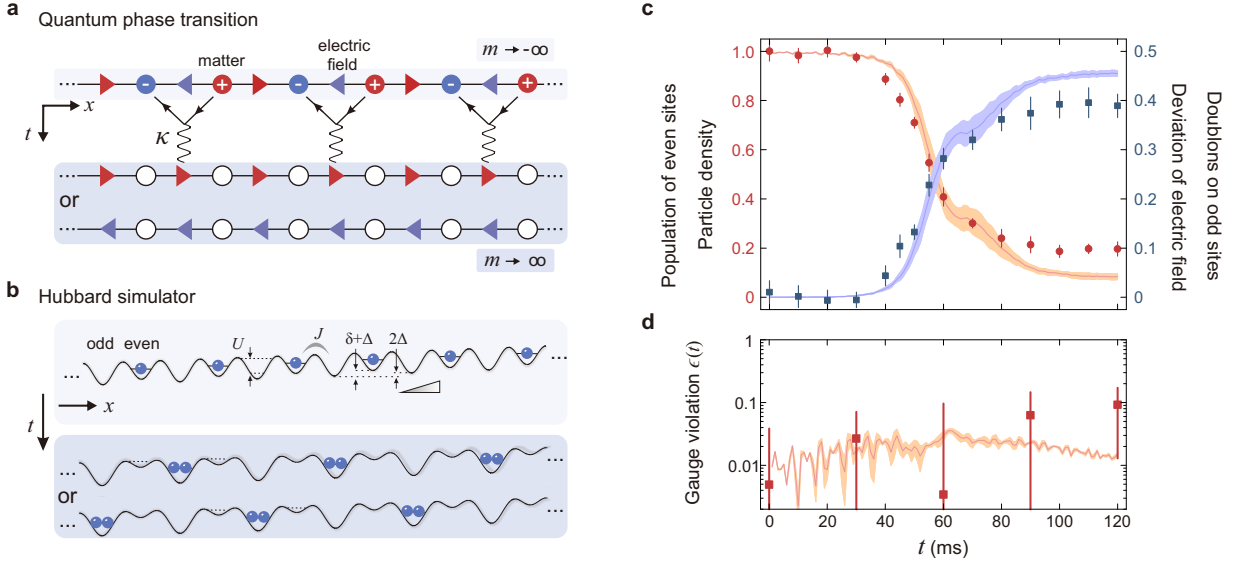 a
Quantum phase transition
m → -∞
matter
electric
field
- + - + - +
x
t
κ
or
m → ∞
b
Hubbard simulator
odd even
U
J
δ+Δ
2Δ
...
...
x
t
...
...
or
...
...
c
Population of even sites
Particle density
1.0
0.8
0.6
0.4
0.2
0
0.5
0.4
0.3
0.2
0.1
0
Deviation of electric field
Doublons on odd sites
d
Gauge violation ϵ(t)
1
0.1
0.01
0 20 40 60 80 100 120
t (ms)